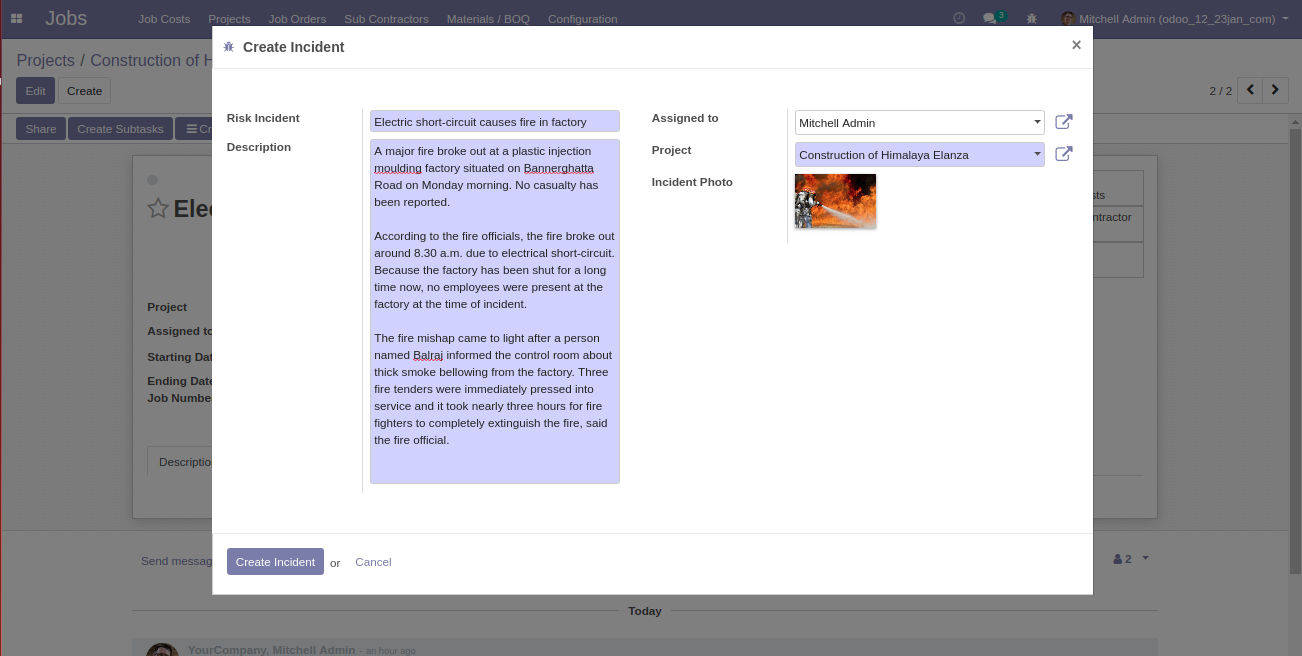 Jobs Job Costs Projects Job Orders Sub Contractors Materials / BOQ Configuration 3 Mitchell Admin (odoo_12_23jan_com)
Create Incident ×
Projects / Construction of H
Edit Create 2 / 2
Share Create Subtasks Cr
Risk Incident Electric short-circuit causes fire in factory
Description
A major fire broke out at a plastic injection
moulding factory situated on Bannerghatta
Road on Monday morning. No casualty has
been reported.
According to the fire officials, the fire broke out
around 8.30 a.m. due to electrical short-circuit.
Because the factory has been shut for a long
time now, no employees were present at the
factory at the time of incident.
The fire mishap came to light after a person
named Balraj informed the control room about
thick smoke bellowing from the factory. Three
fire tenders were immediately pressed into
service and it took nearly three hours for fire
fighters to completely extinguish the fire, said
the fire official.
Assigned to Mitchell Admin
Project Construction of Himalaya Elanza
Incident Photo
Ele
sts
ntractor
Project
Assigned to
Starting Dat
Ending Date
Job Numbe
Descriptio
Create Incident or Cancel
Send messag 2
Today
YourCompany, Mitchell Admin - an hour ago